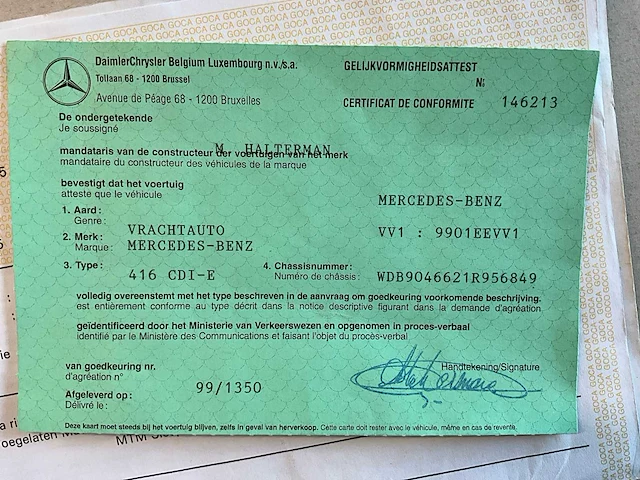 DaimlerChrysler Belgium Luxembourg n.v./s.a.
Tollaan 68 - 1200 Brussel
Avenue de Péage 68 - 1200 Bruxelles
GELIJKVORMIGHEIDSATTEST
N°
CERTIFICAT DE CONFORMITE 146213
De ondergetekende
Je soussigné
M. HALTERMAN
mandataris van de constructeur der voertuigen van het merk
mandataire du constructeur des véhicules de la marque
MERCEDES-BENZ
bevestigt dat het voertuig
atteste que le véhicule
1. Aard :
Genre : VRACHTAUTO
VV1 : 9901EEVV1
2. Merk :
Marque : MERCEDES-BENZ
3. Type : 416 CDI-E
4. Chassisnummer :
Numéro de châssis : WDB9046621R956849
volledig overeenstemt met het type beschreven in de aanvraag om goedkeuring voorkomende beschrijving.
est entièrement conforme au type décrit dans la notice descriptive figurant dans la demande d'agréation
geïdentificeerd door het Ministerie van Verkeerswezen en opgenomen in proces-verbaal
identifié par le Ministère des Communications et faisant l'objet du procès-verbal
van goedkeuring nr.
d'agréation n° 99/1350
Handtekening/Signature
Afgeleverd op :
Délivré le :
Deze kaart moet steeds bij het voertuig blijven, zelfs in geval van herverkoop. Cette carte doit rester avec le véhicule, même en cas de revente.